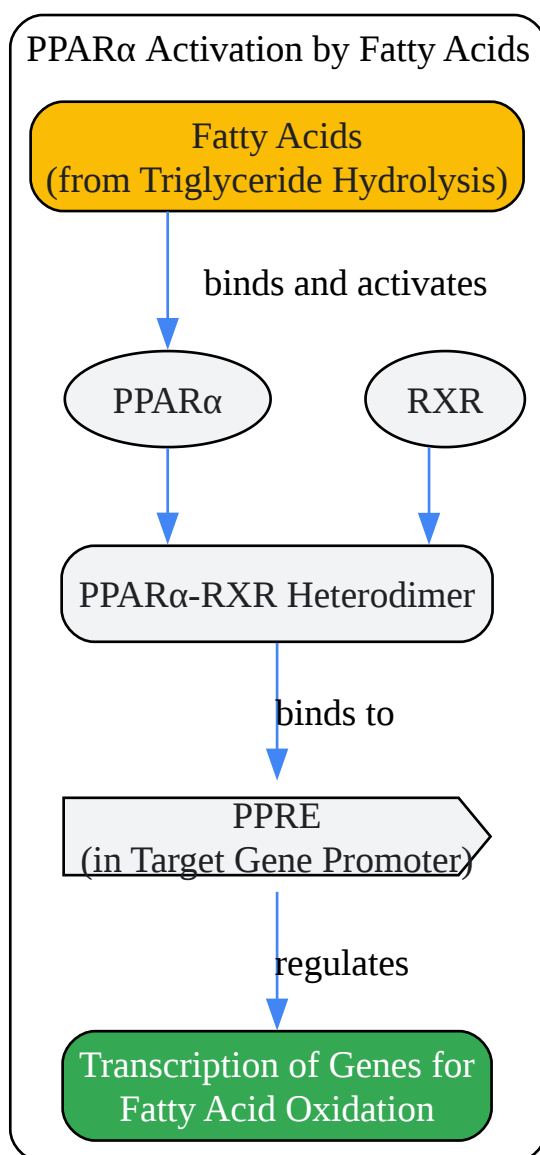 PPARα Activation by Fatty Acids
Fatty Acids
(from Triglyceride Hydrolysis)
binds and activates
PPARα
RXR
PPARα-RXR Heterodimer
binds to
PPRE
(in Target Gene Promoter)
regulates
Transcription of Genes for
Fatty Acid Oxidation